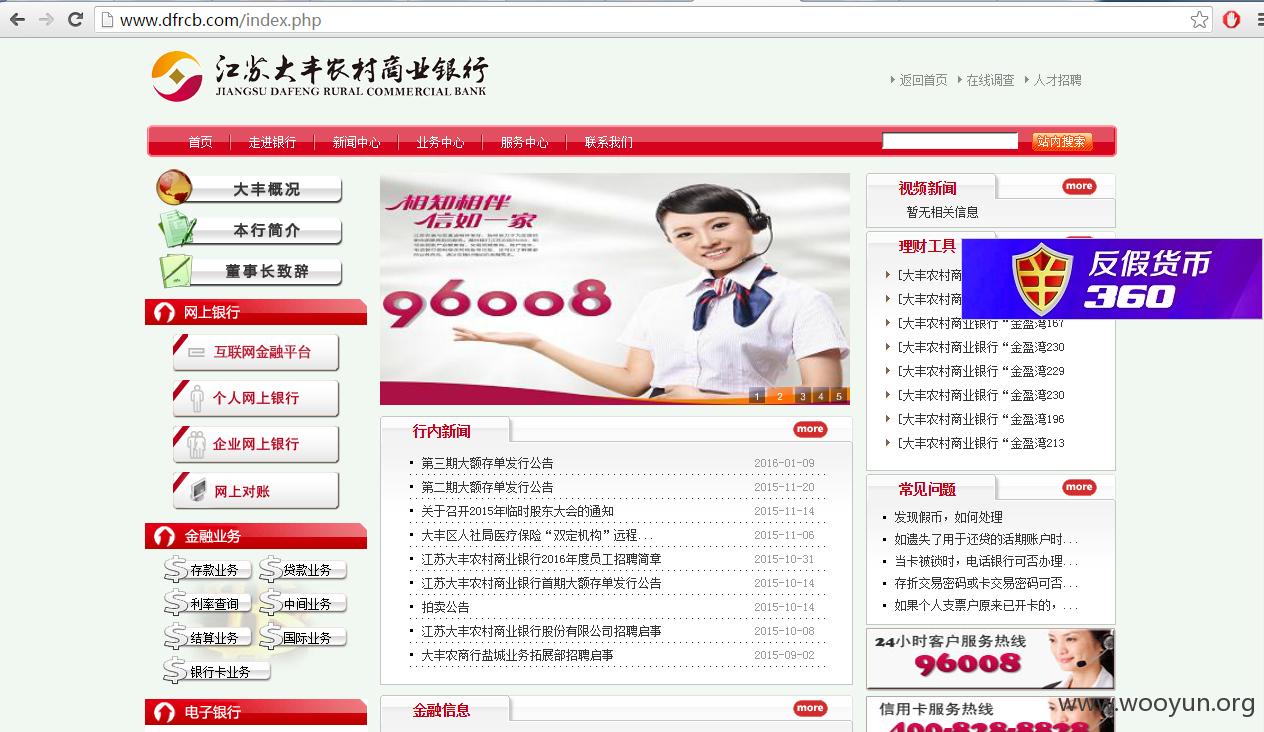 www.dfrcb.com/index.php
江苏大丰农村商业银行
JIANGSU DAFENG RURAL COMMERCIAL BANK
返回首页 在线调查 人才招聘
首页 走进银行 新闻中心 业务中心 服务中心 联系我们
站内搜索
大丰概况
本行简介
董事长致辞
网上银行
互联网金融平台
个人网上银行
企业网上银行
网上对账
金融业务
存款业务 贷款业务
利率查询 中间业务
结算业务 国际业务
银行卡业务
电子银行
相知相伴
信如一家
96008
1 2 3 4 5
行内新闻 more
第三期大额存单发行公告 2016-01-09
第二期大额存单发行公告 2015-11-20
关于召开2015年临时股东大会的通知 2015-11-14
大丰区人社局医疗保险“双定机构”远程... 2015-11-06
江苏大丰农村商业银行2016年度员工招聘简章 2015-10-31
江苏大丰农村商业银行首期大额存单发行公告 2015-10-14
拍卖公告 2015-10-14
江苏大丰农村商业银行股份有限公司招聘启事 2015-10-08
大丰农商行盐城业务拓展部招聘启事 2015-09-02
金融信息 more
视频新闻 more
暂无相关信息
理财工具
反假货币
360
[大丰农村
[大丰农村
[大丰农村商业银行“金盈湾167
[大丰农村商业银行“金盈湾230
[大丰农村商业银行“金盈湾229
[大丰农村商业银行“金盈湾230
[大丰农村商业银行“金盈湾196
[大丰农村商业银行“金盈湾213
常见问题 more
发现假币，如何处理
如遗失了用于还贷的活期账户时...
当卡被锁时，电话银行可否办理...
存折交易密码或卡交易密码可否...
如果个人支票户原来已开卡的，...
24小时客户服务热线
96008
信用卡服务热线
400-828-8828
www.wooyun.org